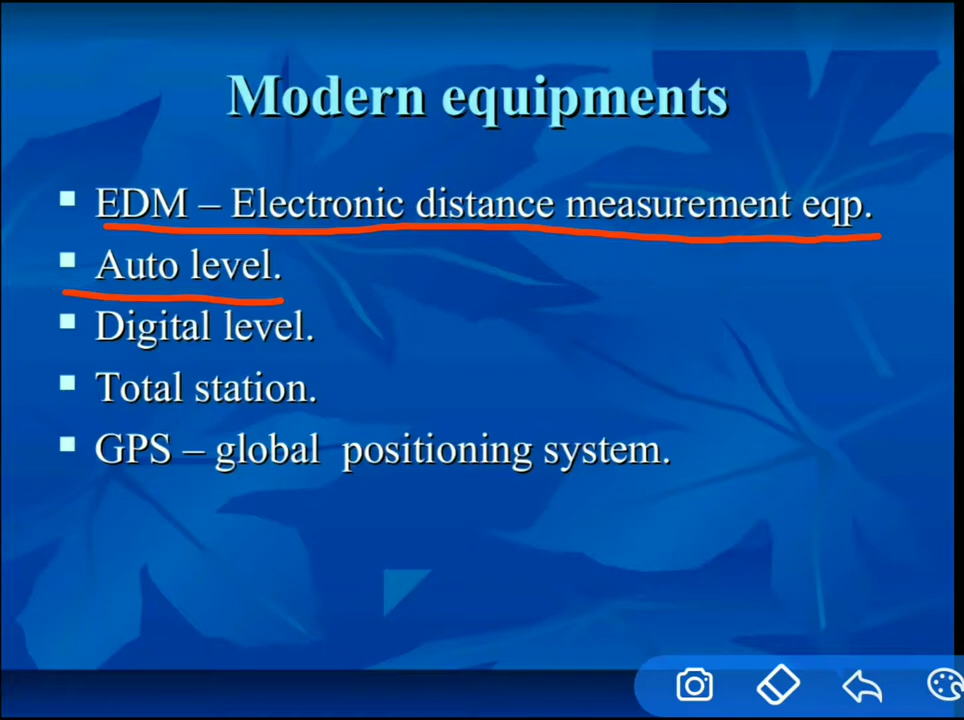 Modern equipments
EDM – Electronic distance measurement eqp.
Auto level.
Digital level.
Total station.
GPS – global positioning system.